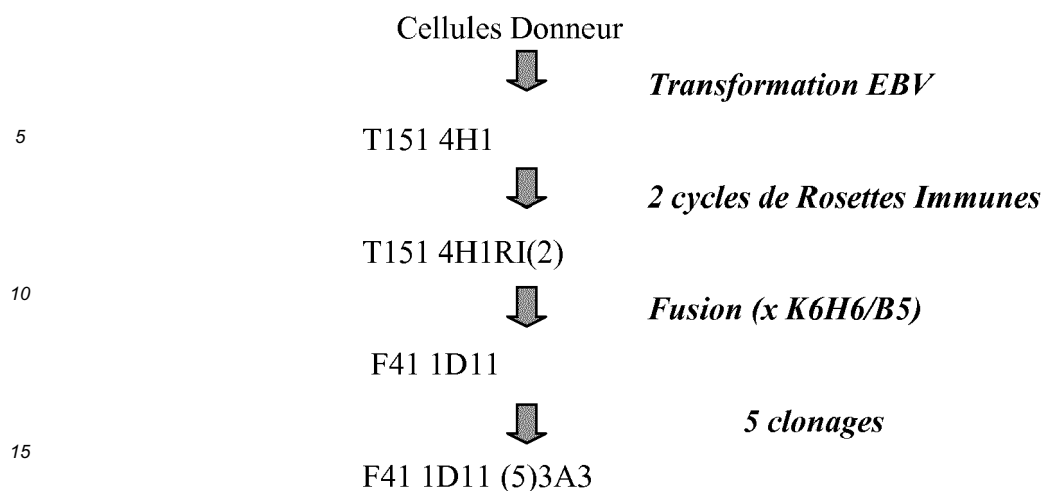 Cellules Donneur
Transformation EBV
5
T151 4H1
2 cycles de Rosettes Immunes
T151 4H1RI(2)
10
Fusion (x K6H6/B5)
F41 1D11
5 clonages
15
F41 1D11 (5)3A3